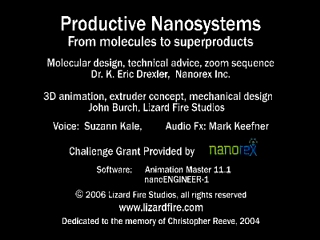 Productive Nanosystems
From molecules to superproducts
Molecular design, technical advice, zoom sequence
Dr. K. Eric Drexler, Nanorex Inc.
3D animation, extruder concept, mechanical design
John Burch, Lizard Fire Studios
Voice: Suzann Kale, Audio Fx: Mark Keefner
Challenge Grant Provided by nanorex
Software: Animation Master 11.1
nanoENGINEER-1
© 2006 Lizard Fire Studios, all rights reserved
www.lizardfire.com
Dedicated to the memory of Christopher Reeve, 2004